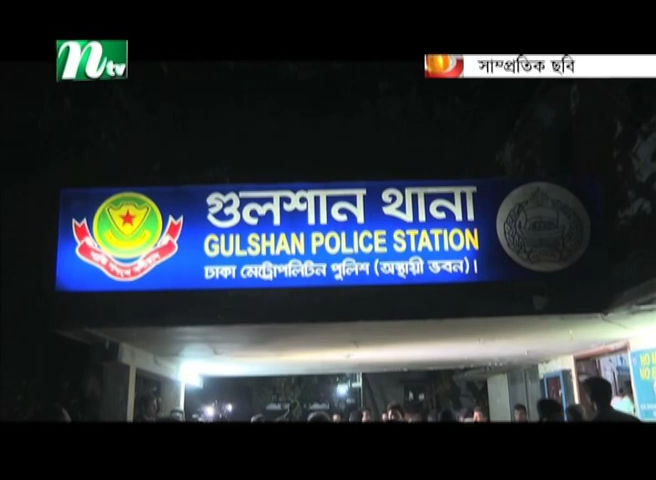 ntv
সাম্প্রতিক ছবি
গুলশান থানা
GULSHAN POLICE STATION
ঢাকা মেট্রোপলিটন পুলিশ (অস্থায়ী ভবন)।